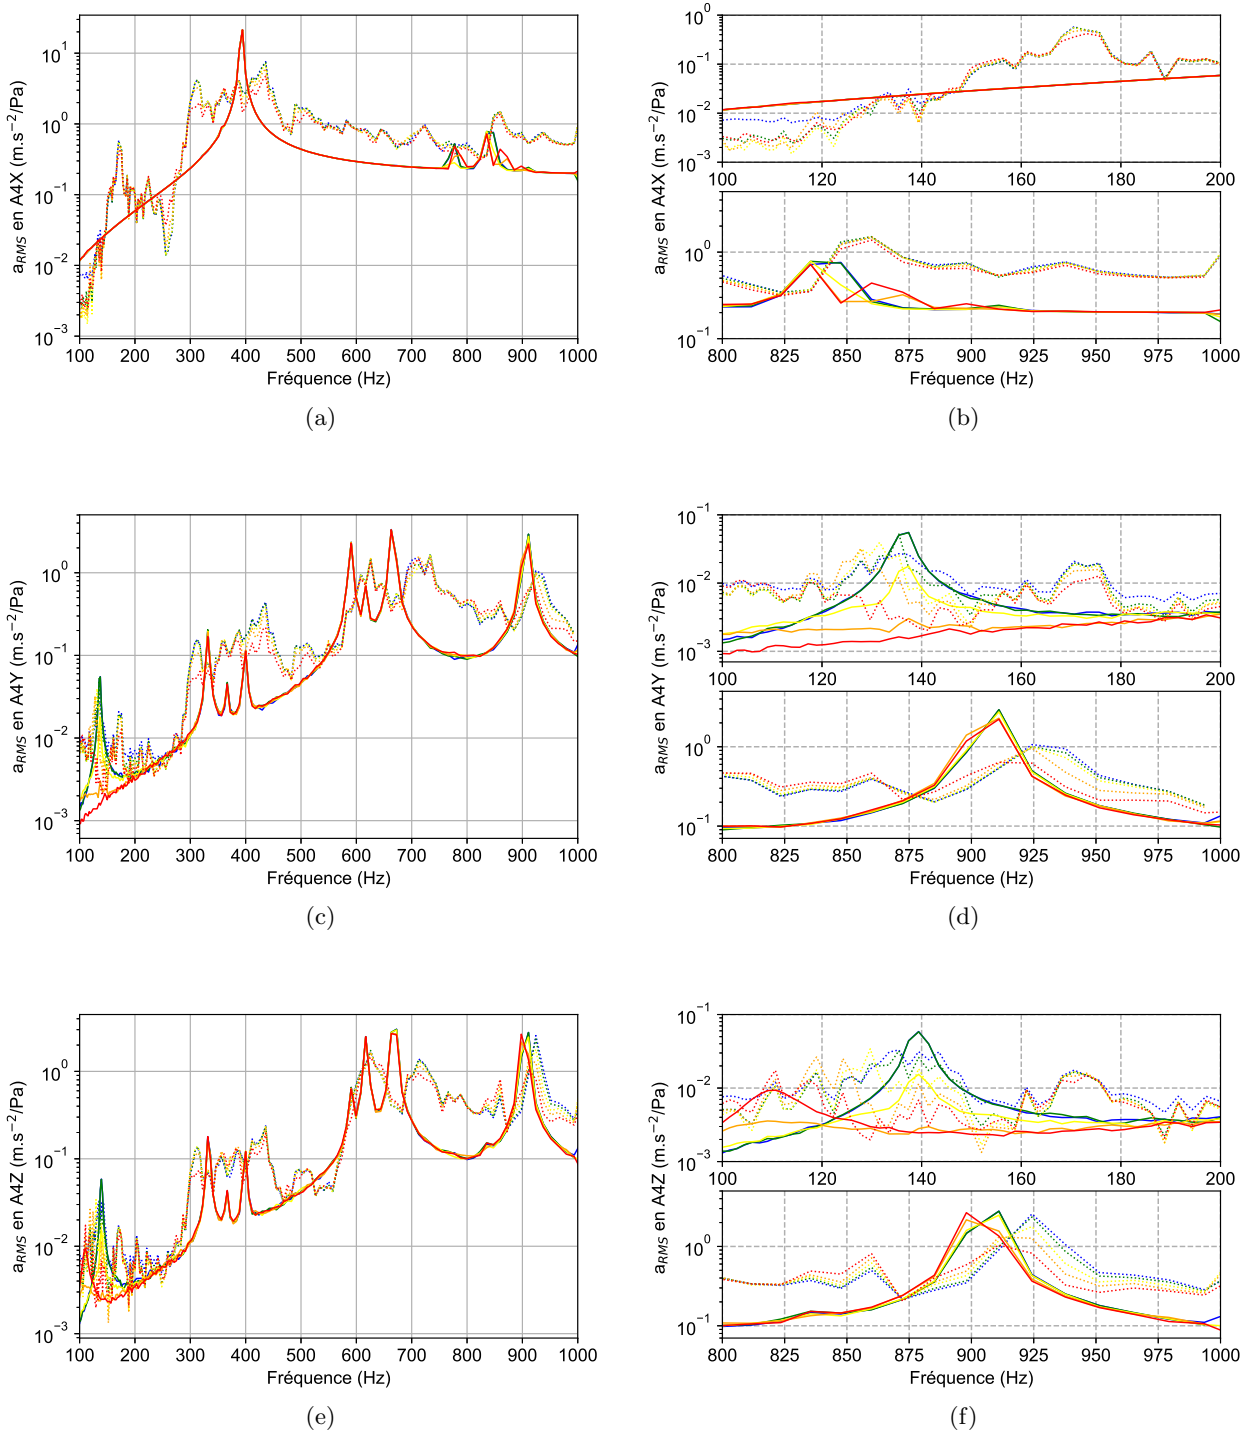 a_RMS en A4X (m.s⁻²/Pa)
10¹
10⁰
10⁻¹
10⁻²
10⁻³
100 200 300 400 500 600 700 800 900 1000
Fréquence (Hz)
(a)
a_RMS en A4X (m.s⁻²/Pa)
10⁰
10⁻¹
10⁻²
10⁻³
100 120 140 160 180 200
10⁰
10⁻¹
800 825 850 875 900 925 950 975 1000
Fréquence (Hz)
(b)
a_RMS en A4Y (m.s⁻²/Pa)
10⁰
10⁻¹
10⁻²
10⁻³
100 200 300 400 500 600 700 800 900 1000
Fréquence (Hz)
(c)
a_RMS en A4Y (m.s⁻²/Pa)
10⁻¹
10⁻²
10⁻³
100 120 140 160 180 200
10⁰
10⁻¹
800 825 850 875 900 925 950 975 1000
Fréquence (Hz)
(d)
a_RMS en A4Z (m.s⁻²/Pa)
10⁰
10⁻¹
10⁻²
10⁻³
100 200 300 400 500 600 700 800 900 1000
Fréquence (Hz)
(e)
a_RMS en A4Z (m.s⁻²/Pa)
10⁻¹
10⁻²
10⁻³
100 120 140 160 180 200
10⁰
10⁻¹
800 825 850 875 900 925 950 975 1000
Fréquence (Hz)
(f)